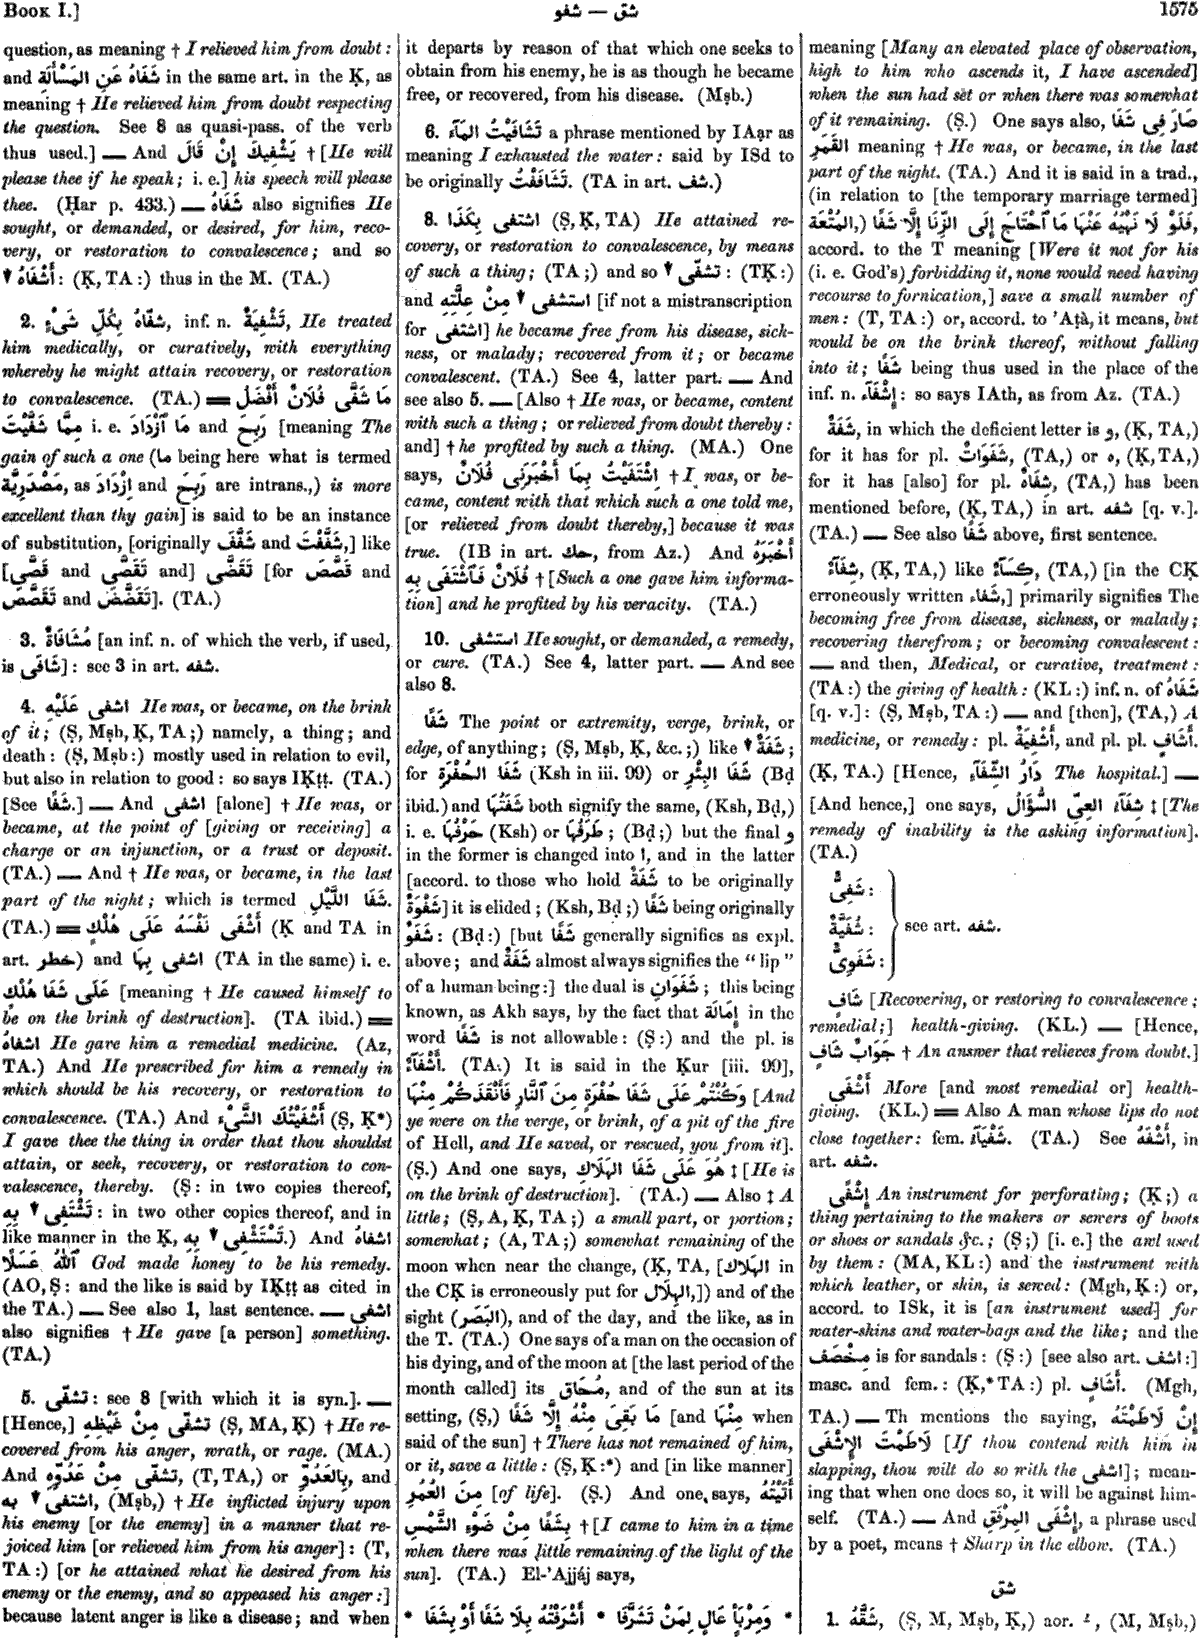 BOOK I.]
شق — شفو
1575
question, as meaning † I relieved him from doubt :
and شَفَاهُ عَنِ المَسْأَلَةِ in the same art. in the Ḳ, as
meaning † He relieved him from doubt respecting
the question. See 8 as quasi-pass. of the verb
thus used.] — And يَشْفِيكَ إِنْ قَالَ † [He will
please thee if he speak ; i. e.] his speech will please
thee. (Ḥar p. 433.) — شَفَاهُ also signifies He
sought, or demanded, or desired, for him, reco-
very, or restoration to convalescence ; and so
▼ أَشْفَاهُ : (Ḳ, TA :) thus in the M. (TA.)
2. شفّاهُ بِكُلِّ شَىْءٍ, inf. n. تَشْفِيَةٌ, He treated
him medically, or curatively, with everything
whereby he might attain recovery, or restoration
to convalescence. (TA.) = مَا شَفَّى فُلَانٌ أَفْضَلُ
مِمَّا شَفَّيْتَ i. e. مَا ٱزْدَادَ and رَبِحَ [meaning The
gain of such a one (ما being here what is termed
مَصْدَرِيَّة, as اِزْدَادَ and رَبِحَ are intrans.,) is more
excellent than thy gain] is said to be an instance
of substitution, [originally شَفَّفَ and شَفَّفْتَ,] like
[قَصَّى and تَقَصَّى and] تَقَضَّى [for قَصَّصَ and
تَقَصَّصَ and تَقَضَّضَ]. (TA.)
3. مُشَافَاةٌ [an inf. n. of which the verb, if used,
is شَافَى] : see 3 in art. شفه.
4. اشفى عَلَيْهِ He was, or became, on the brink
of it ; (Ṣ, Mṣb, Ḳ, TA ;) namely, a thing ; and
death : (Ṣ, Mṣb :) mostly used in relation to evil,
but also in relation to good : so says IḲṭṭ. (TA.)
[See شَفًا.] — And اشفى [alone] † He was, or
became, at the point of [giving or receiving] a
charge or an injunction, or a trust or deposit.
(TA.) — And † He was, or became, in the last
part of the night ; which is termed شَفَا اللَّيْلِ.
(TA.) = أَشْفَى نَفْسَهُ عَلَى هُلْكٍ (Ḳ and TA in
art. خطر) and اشفى بِهَا (TA in the same) i. e.
عَلَى شَفَا هُلْكٍ [meaning † He caused himself to
be on the brink of destruction]. (TA ibid.) =
اشفاهُ He gave him a remedial medicine. (Az,
TA.) And He prescribed for him a remedy in
which should be his recovery, or restoration to
convalescence. (TA.) And أَشْفَيْتُكَ الشَّىْءَ (Ṣ, Ḳ*)
I gave thee the thing in order that thou shouldst
attain, or seek, recovery, or restoration to con-
valescence, thereby. (Ṣ : in two copies thereof,
▼ تَشْتَفِى بِهِ : in two other copies thereof, and in
like manner in the Ḳ, ▼ تَسْتَشْفِى بِهِ.) And اشفاهُ
ٱللّٰهُ عَسَلًا God made honey to be his remedy.
(AO, Ṣ : and the like is said by IḲṭṭ as cited in
the TA.) — See also 1, last sentence. — اشفى
also signifies † He gave [a person] something.
(TA.)
5. تشفّى : see 8 [with which it is syn.]. —
[Hence,] تشفّى مِنْ غَيْظِهِ (Ṣ, MA, Ḳ) † He re-
covered from his anger, wrath, or rage. (MA.)
And تشفّى مِنْ عَدُوِّهِ, (T, TA,) or بِالعَدُوِّ, and
▼ اشتفى به, (Mṣb,) † He inflicted injury upon
his enemy [or the enemy] in a manner that re-
joiced him [or relieved him from his anger] : (T,
TA :) [or he attained what he desired from his
enemy or the enemy, and so appeased his anger :]
because latent anger is like a disease ; and when
it departs by reason of that which one seeks to
obtain from his enemy, he is as though he became
free, or recovered, from his disease. (Mṣb.)
6. تَشَافَيْتُ المَآءَ a phrase mentioned by IAạr as
meaning I exhausted the water : said by ISd to
be originally تَشَافَفْتُ. (TA in art. شف.)
8. اشتفى بِكَذَا (Ṣ, Ḳ, TA) He attained re-
covery, or restoration to convalescence, by means
of such a thing ; (TA ;) and so ▼ تشفّى : (TḲ :)
and استشفى ▼ مِنْ عِلَّتِهِ [if not a mistranscription
for اشتفى] he became free from his disease, sick-
ness, or malady ; recovered from it ; or became
convalescent. (TA.) See 4, latter part. — And
see also 5. — [Also † He was, or became, content
with such a thing ; or relieved from doubt thereby :
and] † he profited by such a thing. (MA.) One
says, اِشْتَفَيْتُ بِمَا أَخْبَرَنِى فُلَانٌ † I was, or be-
came, content with that which such a one told me,
[or relieved from doubt thereby,] because it was
true. (IB in art. حك, from Az.) And أَخْبَرَهُ
فُلَانٌ فَٱشْتَفَى بِهِ † [Such a one gave him informa-
tion] and he profited by his veracity. (TA.)
10. استشفى He sought, or demanded, a remedy,
or cure. (TA.) See 4, latter part. — And see
also 8.
شَفًا The point or extremity, verge, brink, or
edge, of anything ; (Ṣ, Mṣb, Ḳ, &c. ;) like ▼ شَفَةٌ ;
for شَفَا الحُفْرَةِ (Ksh in iii. 99) or شَفَا البِئْرِ (Bḍ
ibid.) and شَفَتُهَا both signify the same, (Ksh, Bḍ,)
i. e. حَرْفُهَا (Ksh) or طَرَفُهَا ; (Bḍ ;) but the final و
in the former is changed into ا, and in the latter
[accord. to those who hold شَفَةٌ to be originally
شَفْوَةٌ] it is elided ; (Ksh, Bḍ ;) شَفًا being originally
شَفَوٌ : (Bḍ :) [but شَفًا generally signifies as expl.
above ; and شَفَةٌ almost always signifies the “ lip ”
of a human being :] the dual is شَفَوَانِ ; this being
known, as Akh says, by the fact that إِمَالَة in the
word شَفًا is not allowable : (Ṣ :) and the pl. is
أَشْفَآءٌ. (TA.) It is said in the Ḳur [iii. 99],
وَكُنْتُمْ عَلَى شَفَا حُفْرَةٍ مِنَ ٱلنَّارِ فَأَنْقَذَكُمْ مِنْهَا [And
ye were on the verge, or brink, of a pit of the fire
of Hell, and He saved, or rescued, you from it].
(Ṣ.) And one says, هُوَ عَلَى شَفَا الهَلَاكِ ‡ [He is
on the brink of destruction]. (TA.) — Also ‡ A
little ; (Ṣ, A, Ḳ, TA ;) a small part, or portion ;
somewhat ; (A, TA ;) somewhat remaining of the
moon when near the change, (Ḳ, TA, [الهَلَاك in
the CḲ is erroneously put for الهِلَال,]) and of the
sight (البَصَر), and of the day, and the like, as in
the T. (TA.) One says of a man on the occasion of
his dying, and of the moon at [the last period of the
month called] its مُحَاق, and of the sun at its
setting, (Ṣ,) مَا بَقِىَ مِنْهُ إِلَّا شَفًا [and مِنْهَا when
said of the sun] † There has not remained of him,
or it, save a little : (Ṣ, Ḳ :*) and [in like manner]
مِنَ العُمُرِ [of life]. (Ṣ.) And one says, أَتَيْتُهُ
بِشَفًا مِنْ ضَوْءِ الشَّمْسِ † [I came to him in a time
when there was little remaining of the light of the
sun]. (TA.) El-’Ajjáj says,
* وَمِرْبَأٍ عَالٍ لِمَنْ تَشَرَّفَا * أَشْرَفْتُهُ بِلَا شَفًا أَوْ بِشَفَا *
meaning [Many an elevated place of observation,
high to him who ascends it, I have ascended]
when the sun had set or when there was somewhat
of it remaining. (Ṣ.) One says also, صَارَ فِى شَفَا
القَمَرِ meaning † He was, or became, in the last
part of the night. (TA.) And it is said in a trad.,
(in relation to [the temporary marriage termed]
المُتْعَة,) فَلَوْ لَا نَهْيُهُ عَنْهَا مَا ٱحْتَاجَ إِلَى الزِّنَا إِلَّا شَفًا,
accord. to the T meaning [Were it not for his
(i. e. God's) forbidding it, none would need having
recourse to fornication,] save a small number of
men : (T, TA :) or, accord. to ’Aṭà, it means, but
would be on the brink thereof, without falling
into it ; شَفًا being thus used in the place of the
inf. n. إِشْفَآء : so says IAth, as from Az. (TA.)
شَفَةٌ, in which the deficient letter is و, (Ḳ, TA,)
for it has for pl. شَفَوَاتٌ, (TA,) or ه, (Ḳ, TA,)
for it has [also] for pl. شِفَاهٌ, (TA,) has been
mentioned before, (Ḳ, TA,) in art. شفه [q. v.].
(TA.) — See also شَفًا above, first sentence.
شِفَآءٌ, (Ḳ, TA,) like كِسَآءٌ, (TA,) [in the CḲ
erroneously written شَفَاء,] primarily signifies The
becoming free from disease, sickness, or malady ;
recovering therefrom ; or becoming convalescent :
— and then, Medical, or curative, treatment :
(TA :) the giving of health : (KL :) inf. n. of شَفَاهُ
[q. v.] : (Ṣ, Mṣb, TA :) — and [then], (TA,) A
medicine, or remedy : pl. أَشْفِيَةٌ, and pl. pl. أَشَافٍ.
(Ḳ, TA.) [Hence, دَارُ الشِّفَآءِ The hospital.] —
[And hence,] one says, شِفَآءُ العِىِّ السُّؤَالُ ‡ [The
remedy of inability is the asking information].
(TA.)
شَفِىٌّ :
شُفَيَّةٌ :
شَفَوِىٌّ :
see art. شفه.
شَافٍ [Recovering, or restoring to convalescence ;
remedial ;] health-giving. (KL.) — [Hence,
جَوَابٌ شَافٍ † An answer that relieves from doubt.]
أَشْفَى More [and most remedial or] health-
giving. (KL.) = Also A man whose lips do not
close together : fem. شَفْيَآءُ. (TA.) See أَشْفَهُ, in
art. شفه.
إِشْفًى An instrument for perforating ; (Ḳ ;) a
thing pertaining to the makers or sewers of boots
or shoes or sandals &c. ; (Ṣ ;) [i. e.] the awl used
by them : (MA, KL :) and the instrument with
which leather, or skin, is sewed : (Mgh, Ḳ :) or,
accord. to ISk, it is [an instrument used] for
water-skins and water-bags and the like ; and the
مِخْصَف is for sandals : (Ṣ :) [see also art. اشف :]
masc. and fem. : (Ḳ,* TA :) pl. أَشَافٍ. (Mgh,
TA.) — Th mentions the saying, إِنْ لَاطَمْتَهُ
لَاطَمْتَ الإِشْفَى [If thou contend with him in
slapping, thou wilt do so with the اشفى] ; mean-
ing that when one does so, it will be against him-
self. (TA.) — And إِشْفَى المِرْفَقِ, a phrase used
by a poet, means † Sharp in the elbow. (TA.)
شق
1. شَقَّهُ, (Ṣ, M, Mṣb, Ḳ,) aor. ـُ , (M, Mṣb,)